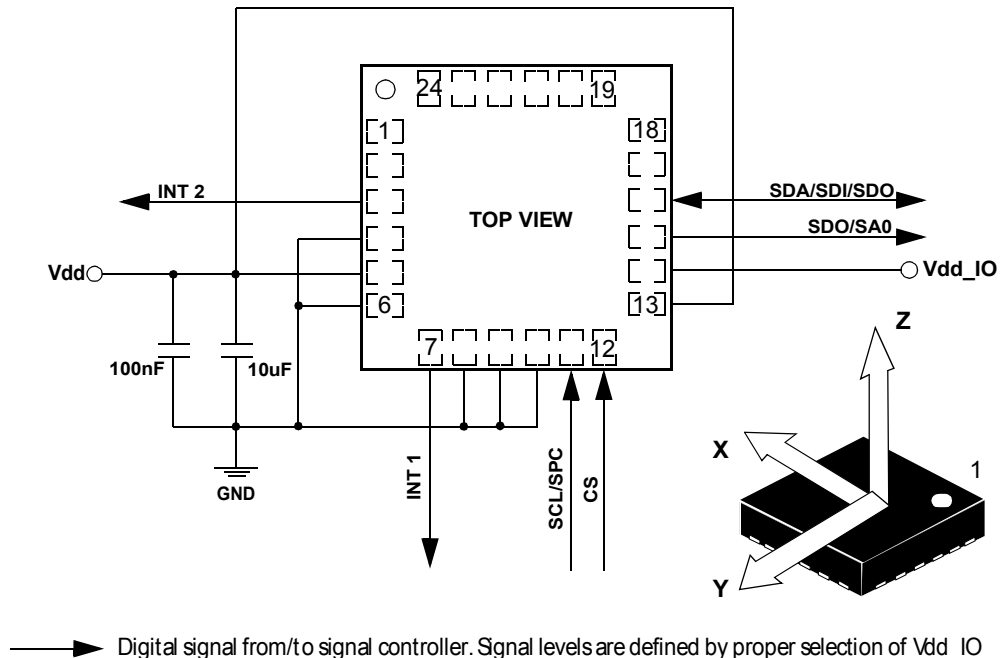 24
19
1
18
INT 2
TOP VIEW
SDA/SDI/SDO
SDO/SA0
Vdd
Vdd_IO
6
13
Z
7
12
100nF
10uF
X
1
GND
INT 1
SCL/SPC
CS
Y
Digital signal from/to signal controller. Signal levels are defined by proper selection of Vdd_IO